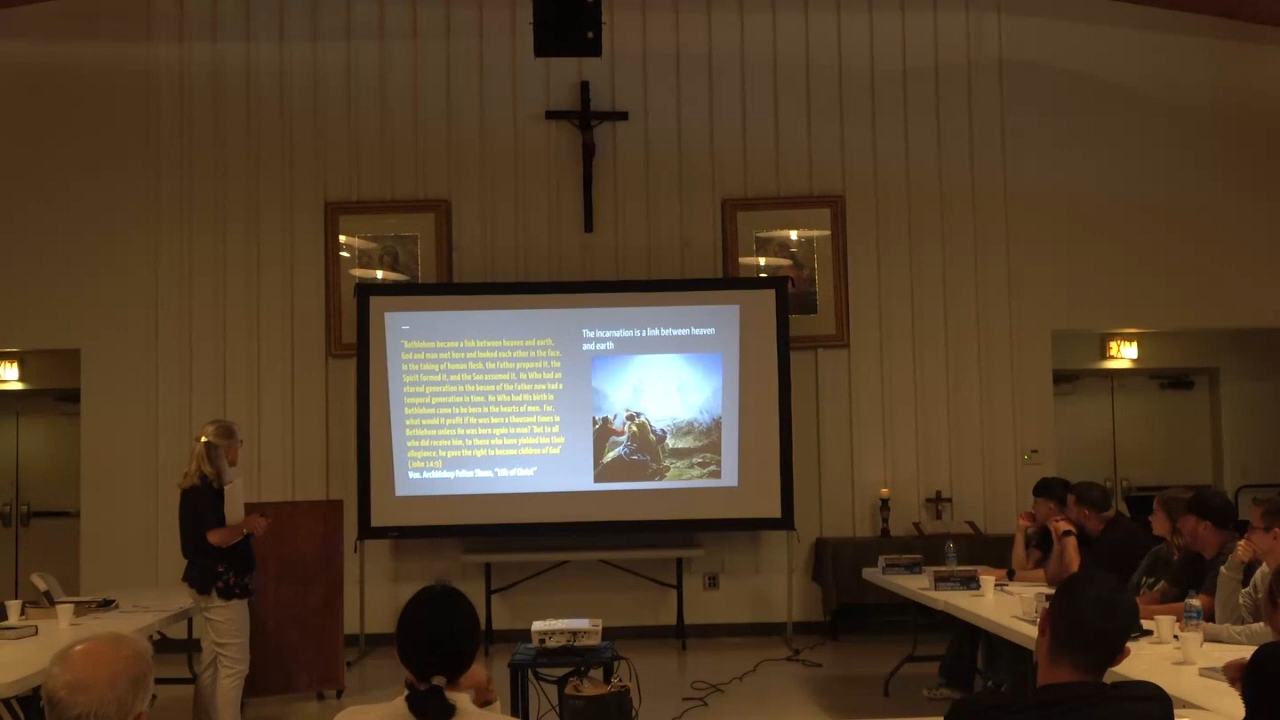 EXIT
"Bethlehem became a link between heaven and earth,
God and man met here and looked each other in the face.
In the taking of human flesh, the Father prepared it, the
Spirit formed it, and the Son assumed it. He Who had an
eternal generation in the bosom of the Father now had a
temporal generation in time. He Who had His birth in
Bethlehem came to be born in the hearts of men. For,
what would it profit if He was born a thousand times in
Bethlehem unless He was born again in man? 'But to all
who did receive him, to those who have yielded him their
allegiance, he gave the right to become children of God'
Ven. Archbishop Fulton Sheen, "Life of Christ"
The incarnation is a link between heaven
and earth
EXIT